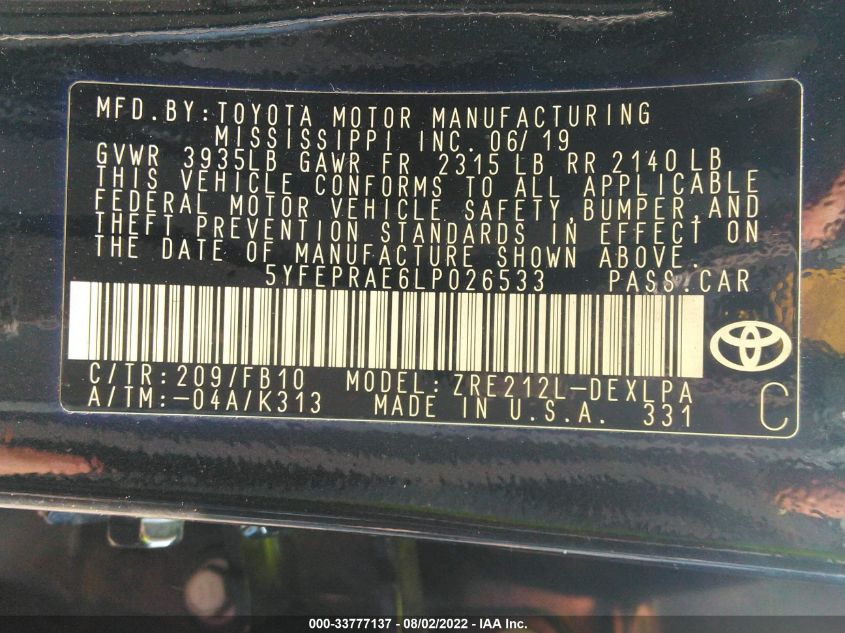 MFD.BY:TOYOTA MOTOR MANUFACTURING
MISSISSIPPI INC. 06/19
GVWR 3935LB GAWR FR 2315 LB RR 2140 LB
THIS VEHICLE CONFORMS TO ALL APPLICABLE
FEDERAL MOTOR VEHICLE SAFETY,BUMPER,AND
THEFT PREVENTION STANDARDS IN EFFECT ON
THE DATE OF MANUFACTURE SHOWN ABOVE.
5YFEPRAE6LP026533 PASS.CAR
C/TR:209/FB10 MODEL:ZRE212L-DEXLPA
A/TM:-04A/K313 MADE IN U.S.A. 331 C
000-33777137 - 08/02/2022 - IAA Inc.